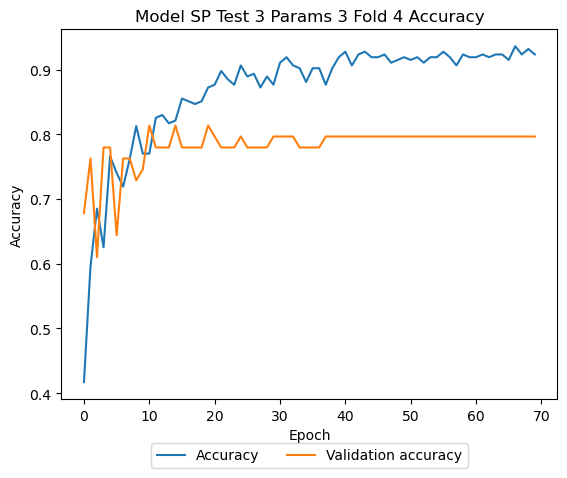 Model SP Test 3 Params 3 Fold 4 Accuracy
Accuracy
0.9
0.8
0.7
0.6
0.5
0.4
0 10 20 30 40 50 60 70
Epoch
Accuracy Validation accuracy